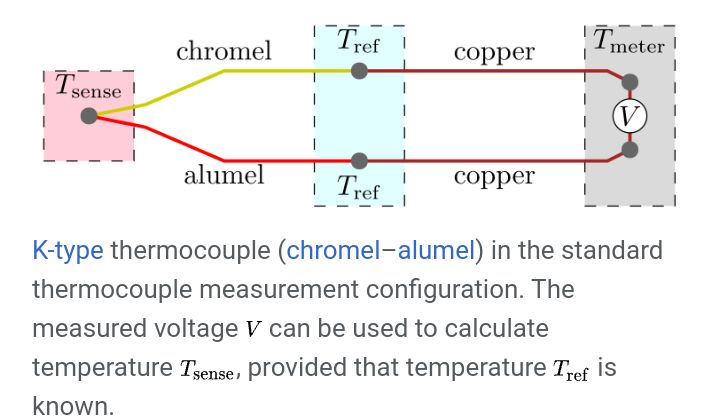 T_ref
chromel
copper
T_meter
T_sense
V
alumel
copper
T_ref
K-type thermocouple (chromel–alumel) in the standard
thermocouple measurement configuration. The
measured voltage V can be used to calculate
temperature T_sense, provided that temperature T_ref is
known.